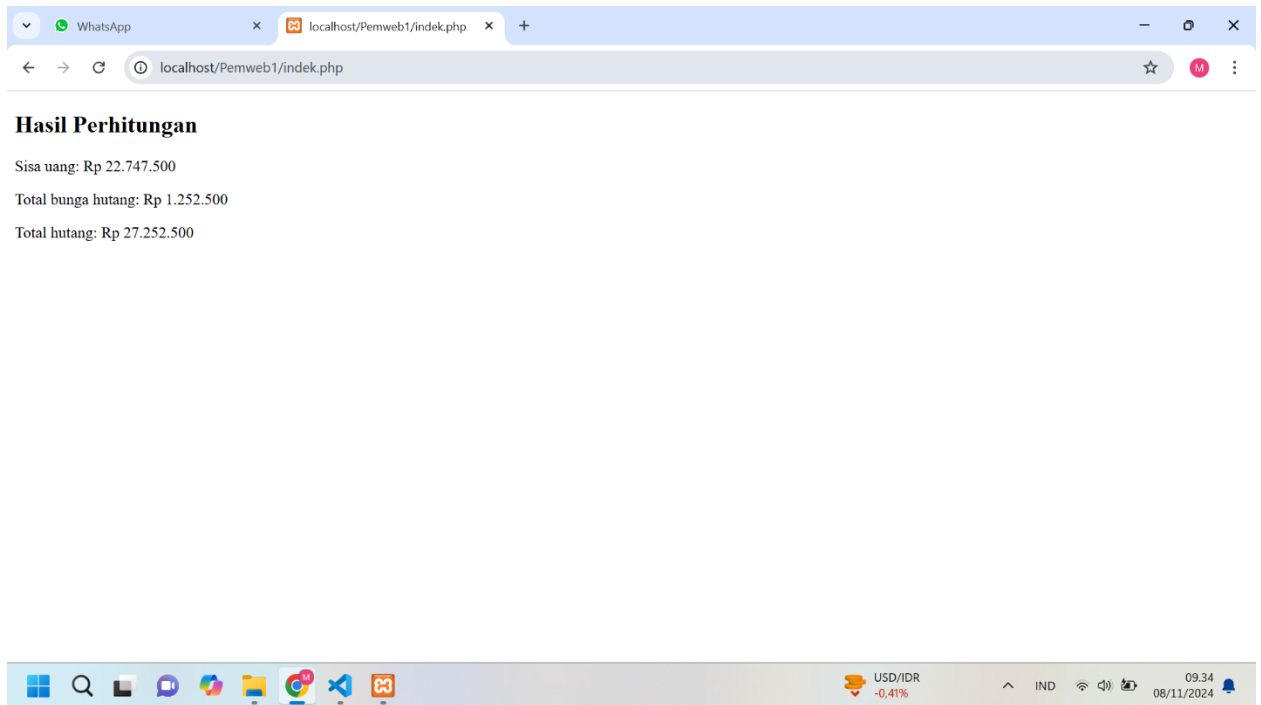 WhatsApp
localhost/Pemweb1/indek.php
localhost/Pemweb1/indek.php
M
Hasil Perhitungan
Sisa uang: Rp 22.747.500
Total bunga hutang: Rp 1.252.500
Total hutang: Rp 27.252.500
M
USD/IDR
-0,41%
IND
09.34
08/11/2024